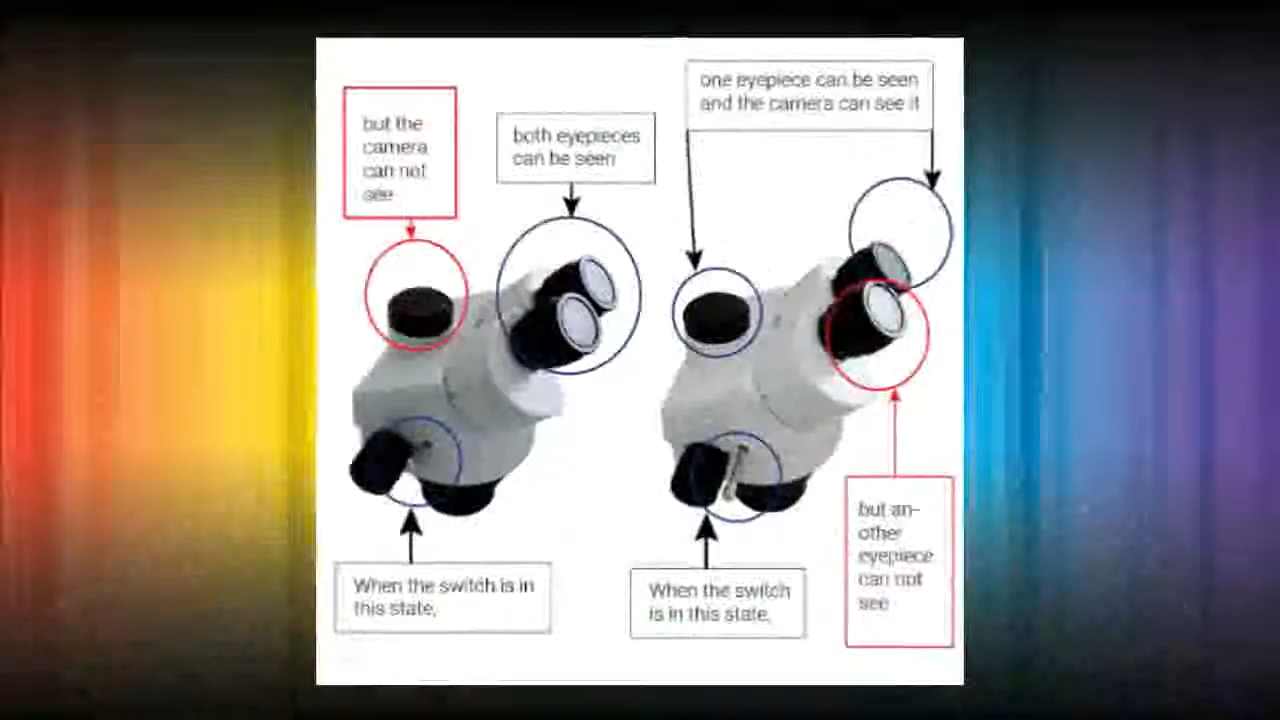 but the
camera
can not
see
both eyepieces
can be seen
one eyepiece can be seen
and the camera can see it
When the switch is in
this state,
When the switch
is in this state,
but an-
other
eyepiece
can not
see